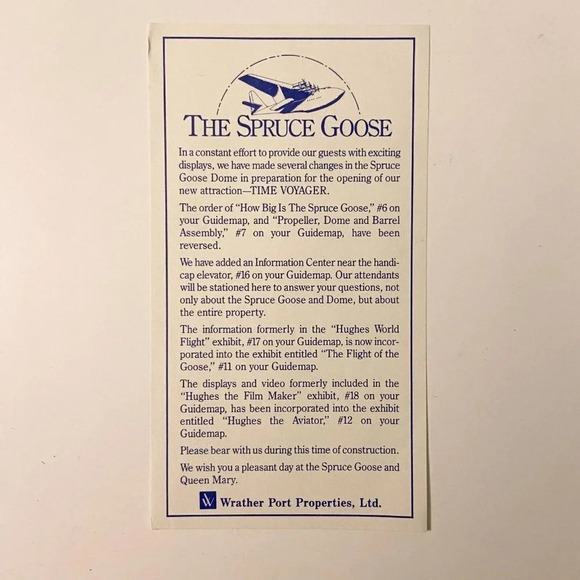 THE SPRUCE GOOSE
In a constant effort to provide our guests with exciting
displays, we have made several changes in the Spruce
Goose Dome in preparation for the opening of our
new attraction—TIME VOYAGER.
The order of "How Big Is The Spruce Goose," #6 on
your Guidemap, and "Propeller, Dome and Barrel
Assembly," #7 on your Guidemap, have been
reversed.
We have added an Information Center near the handi-
cap elevator, #16 on your Guidemap. Our attendants
will be stationed here to answer your questions, not
only about the Spruce Goose and Dome, but about
the entire property.
The information formerly in the "Hughes World
Flight" exhibit, #17 on your Guidemap, is now incor-
porated into the exhibit entitled "The Flight of the
Goose," #11 on your Guidemap.
The displays and video formerly included in the
"Hughes the Film Maker" exhibit, #18 on your
Guidemap, has been incorporated into the exhibit
entitled "Hughes the Aviator," #12 on your
Guidemap.
Please bear with us during this time of construction.
We wish you a pleasant day at the Spruce Goose and
Queen Mary.
W Wrather Port Properties, Ltd.